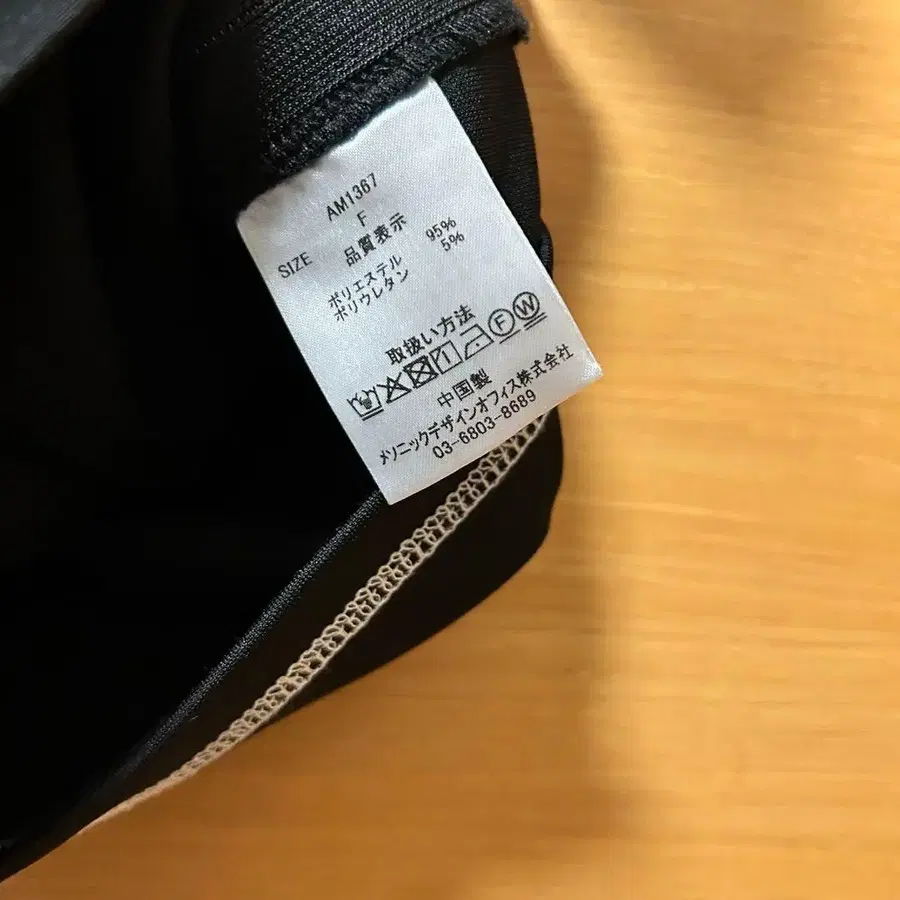 AM1367
SIZE F
品質表示
ポリエステル 95%
ポリウレタン 5%
取扱い方法
F W
中国製
メソニックデザインオフィス株式会社
03-6803-8689